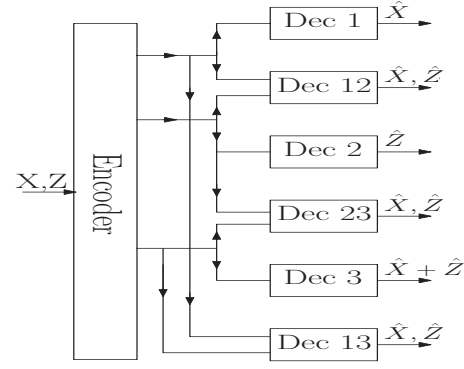 X,Z
Encoder
Dec 1
X̂
Dec 12
X̂, Ẑ
Dec 2
Ẑ
Dec 23
X̂, Ẑ
Dec 3
X̂ + Ẑ
Dec 13
X̂, Ẑ